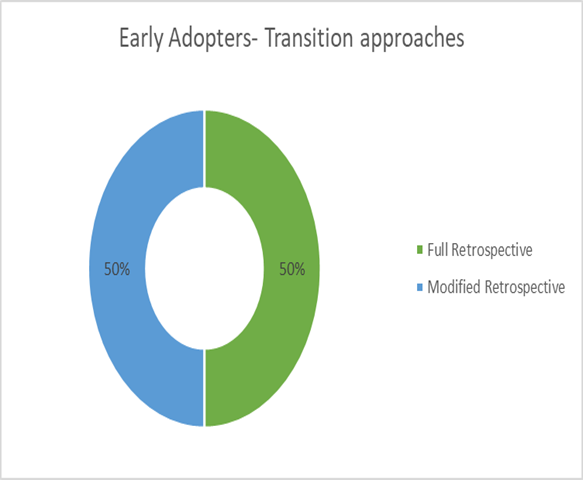 Early Adopters- Transition approaches
50%
50%
Full Retrospective
Modified Retrospective